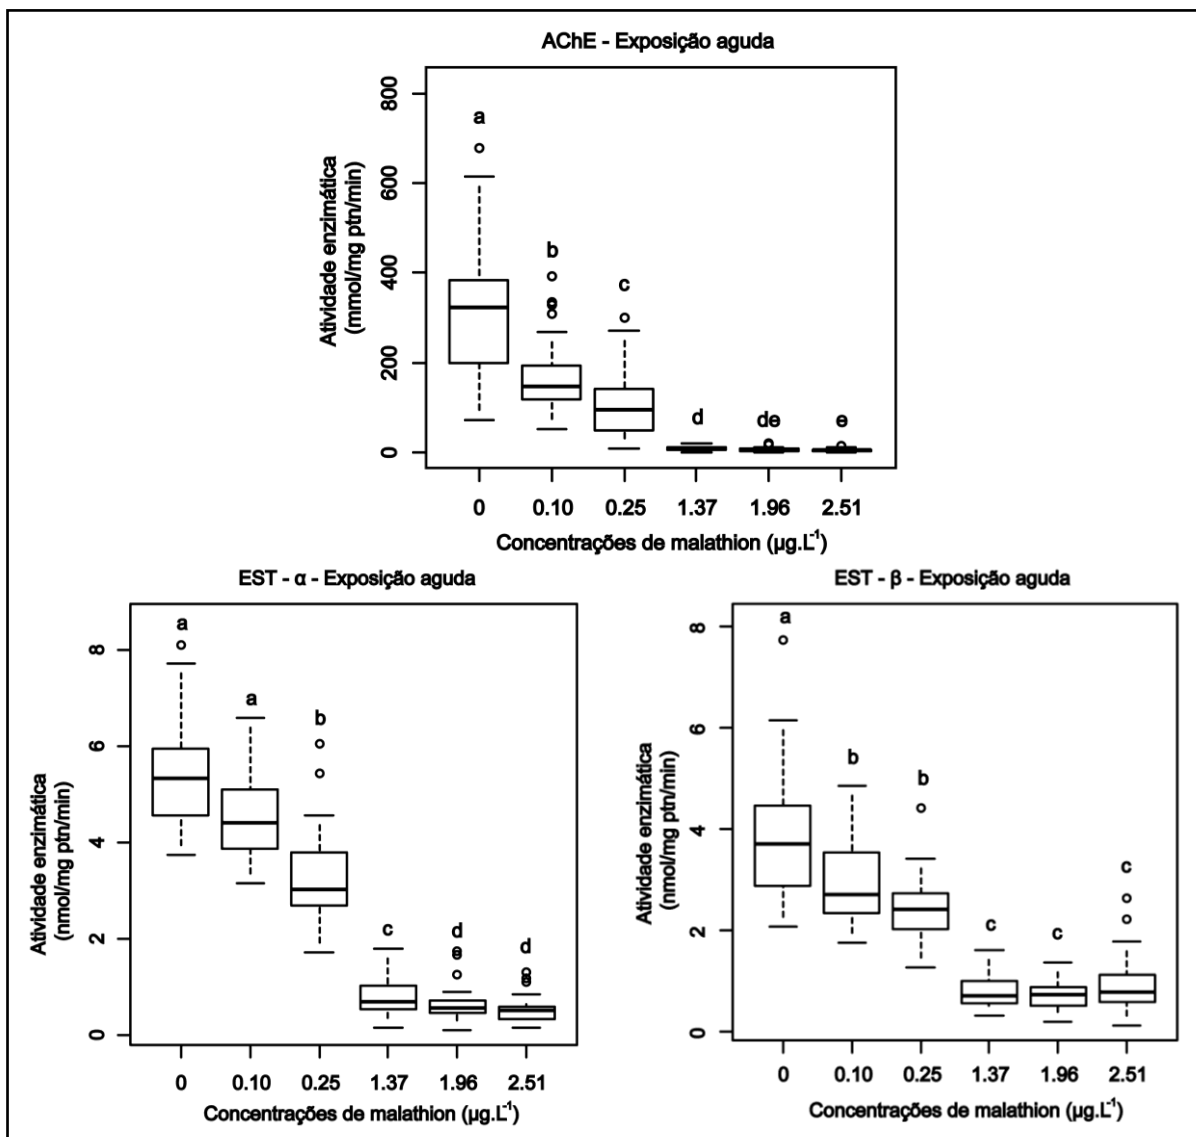 AChE - Exposição aguda
Atividade enzimática
(mmol/mg ptn/min)
800
600
400
200
0
a
b
c
d
de
e
0 0.10 0.25 1.37 1.96 2.51
Concentrações de malathion (µg.L⁻¹)
EST - α - Exposição aguda
Atividade enzimática
(nmol/mg ptn/min)
8
6
4
2
0
a
a
b
c
d
d
0 0.10 0.25 1.37 1.96 2.51
Concentrações de malathion (µg.L⁻¹)
EST - β - Exposição aguda
Atividade enzimática
(nmol/mg ptn/min)
8
6
4
2
0
a
b
b
c
c
c
0 0.10 0.25 1.37 1.96 2.51
Concentrações de malathion (µg.L⁻¹)